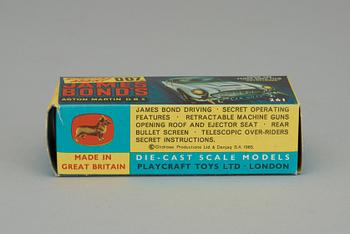 007
JAMES
BOND'S
ASTON MARTIN D.B.5
261
JAMES BOND DRIVING · SECRET OPERATING
FEATURES · RETRACTABLE MACHINE GUNS
OPENING ROOF AND EJECTOR SEAT · REAR
BULLET SCREEN · TELESCOPIC OVER-RIDERS
SECRET INSTRUCTIONS.
©Glidrose Productions Ltd & Danjaq S.A. 1965.
MADE IN
GREAT BRITAIN
DIE-CAST SCALE MODELS
PLAYCRAFT TOYS LTD · LONDON